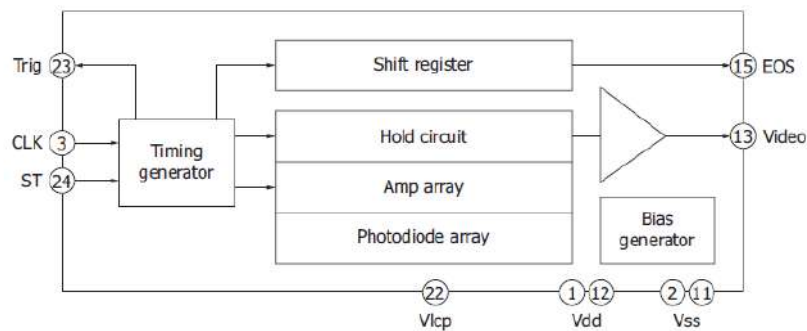 Trig 23
Shift register
15 EOS
CLK 3
Timing
generator
Hold circuit
13 Video
ST 24
Amp array
Photodiode array
Bias
generator
22
1 12
2 11
Vlcp
Vdd
Vss